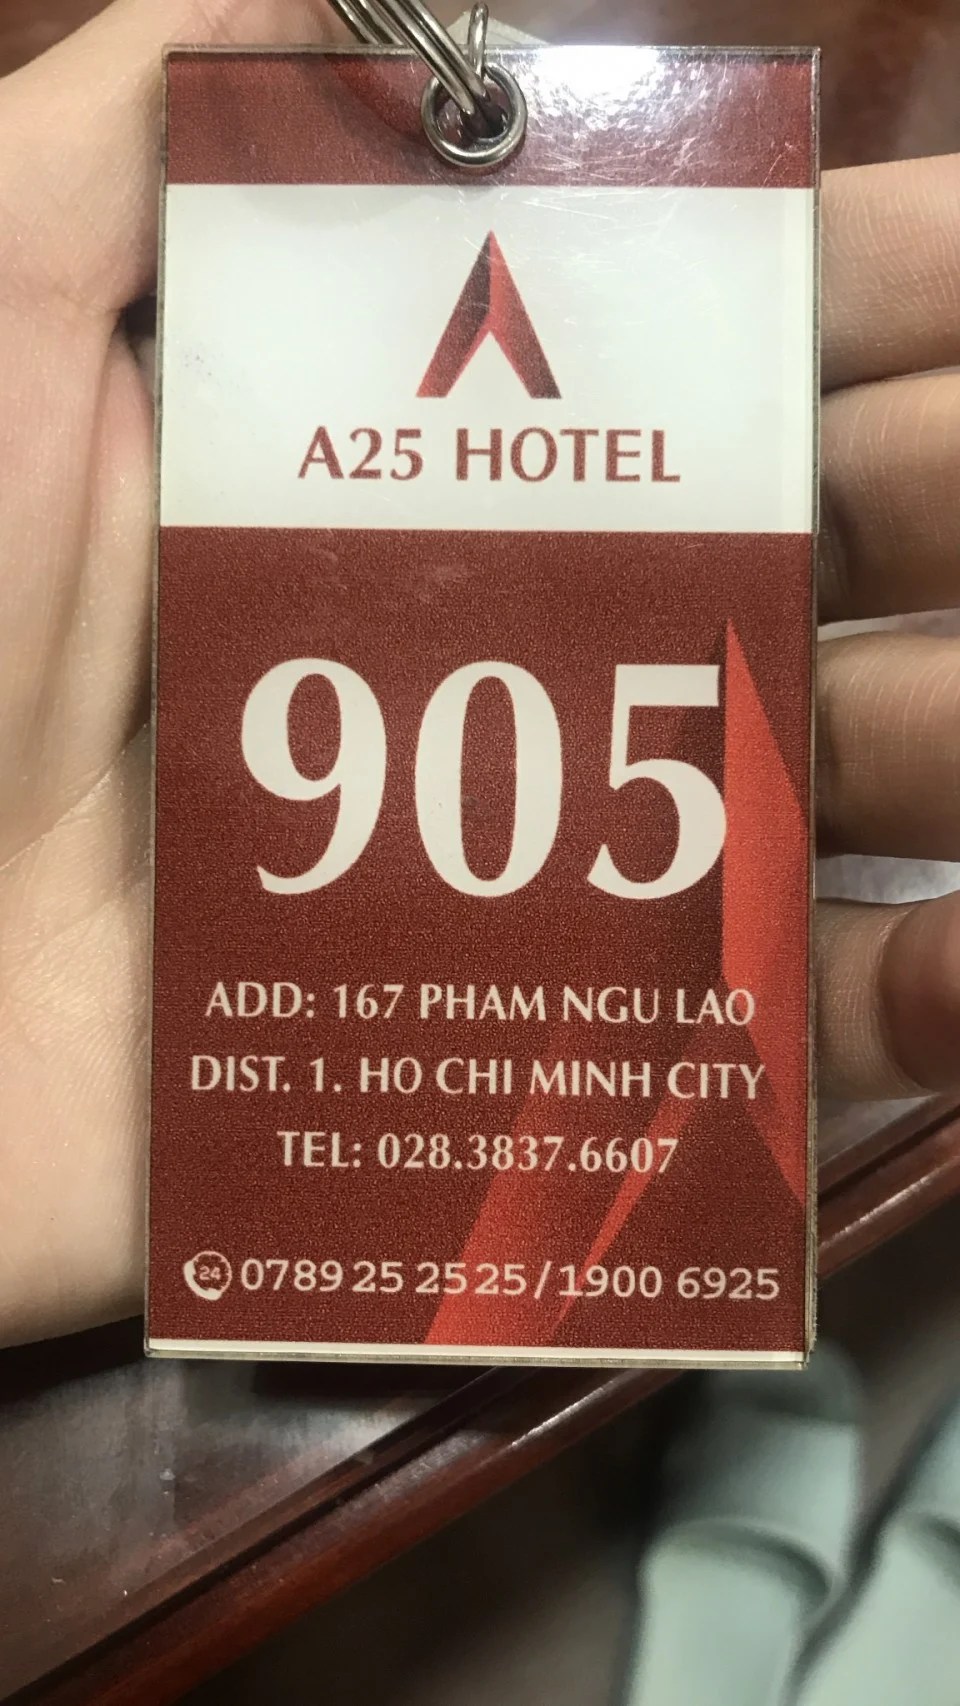 A25 HOTEL
905
ADD: 167 PHAM NGU LAO
DIST. 1. HO CHI MINH CITY
TEL: 028.3837.6607
24 0789 25 25 25 / 1900 6925